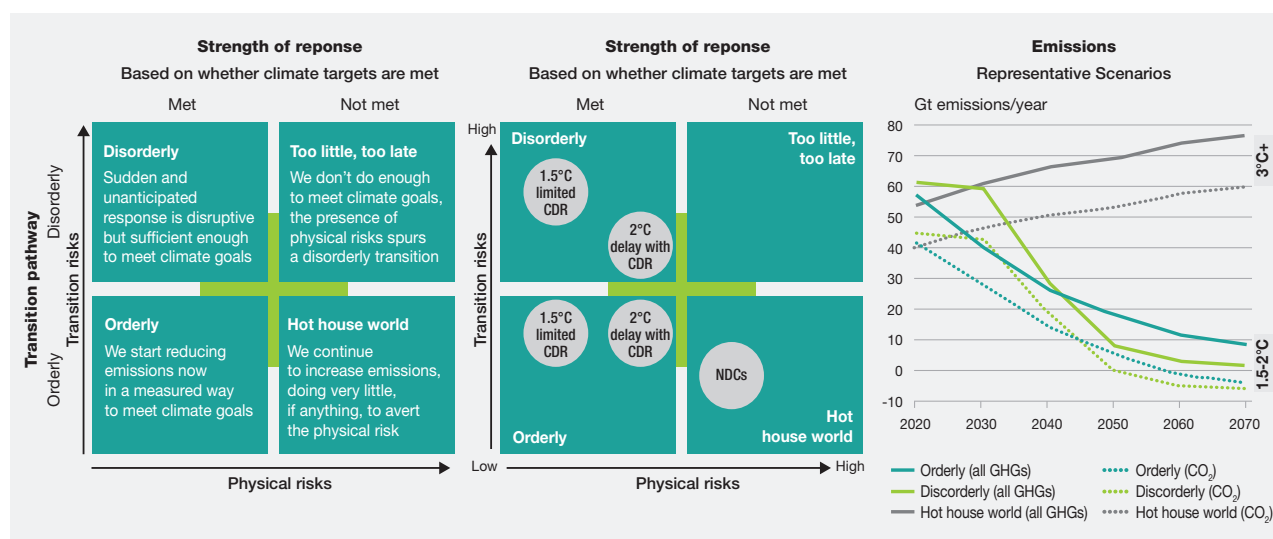 Strength of reponse
Based on whether climate targets are met
Met
Not met
Transition pathway
Disorderly
Orderly
Transition risks
Disorderly
Sudden and
unanticipated
response is disruptive
but sufficient enough
to meet climate goals
Too little, too late
We don't do enough
to meet climate goals,
the presence of
physical risks spurs
a disorderly transition
Orderly
We start reducing
emissions now
in a measured way
to meet climate goals
Hot house world
We continue
to increase emissions,
doing very little,
if anything, to avert
the physical risk
Physical risks
Strength of reponse
Based on whether climate targets are met
Met
Not met
High
Transition risks
Disorderly
1.5°C
limited
CDR
2°C
delay with
CDR
Too little,
too late
1.5°C
limited
CDR
2°C
delay with
CDR
Orderly
NDCs
Hot
house world
Low
High
Physical risks
Emissions
Representative Scenarios
Gt emissions/year
80
70
60
50
40
30
20
10
0
-10
2020
2030
2040
2050
2060
2070
3°C+
1.5-2°C
Orderly (all GHGs)
Discorderly (all GHGs)
Hot house world (all GHGs)
Orderly (CO₂)
Discorderly (CO₂)
Hot house world (CO₂)